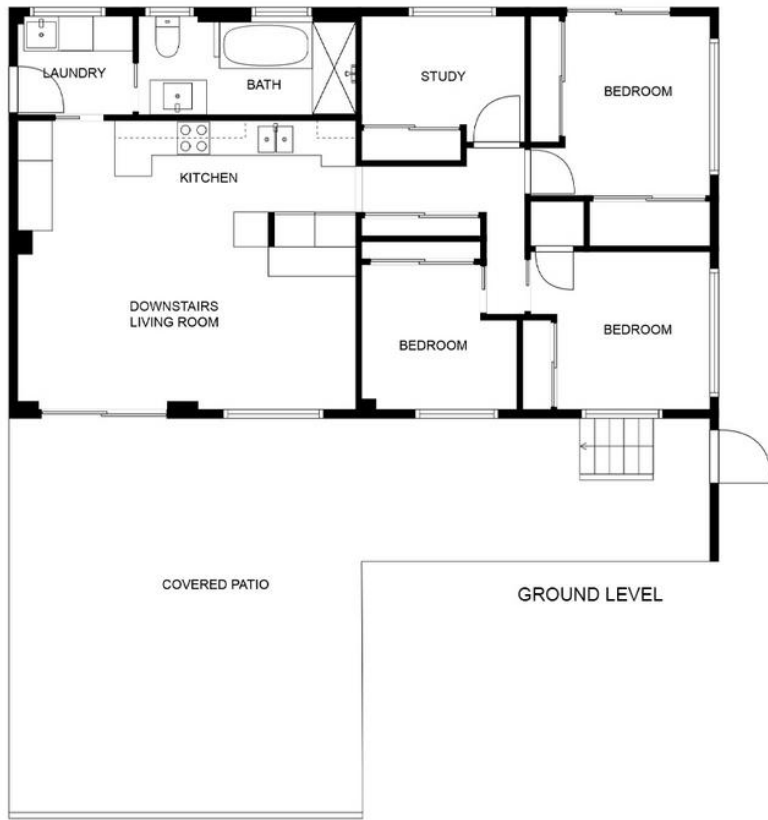 LAUNDRY
BATH
STUDY
BEDROOM
KITCHEN
DOWNSTAIRS
LIVING ROOM
BEDROOM
BEDROOM
COVERED PATIO
GROUND LEVEL